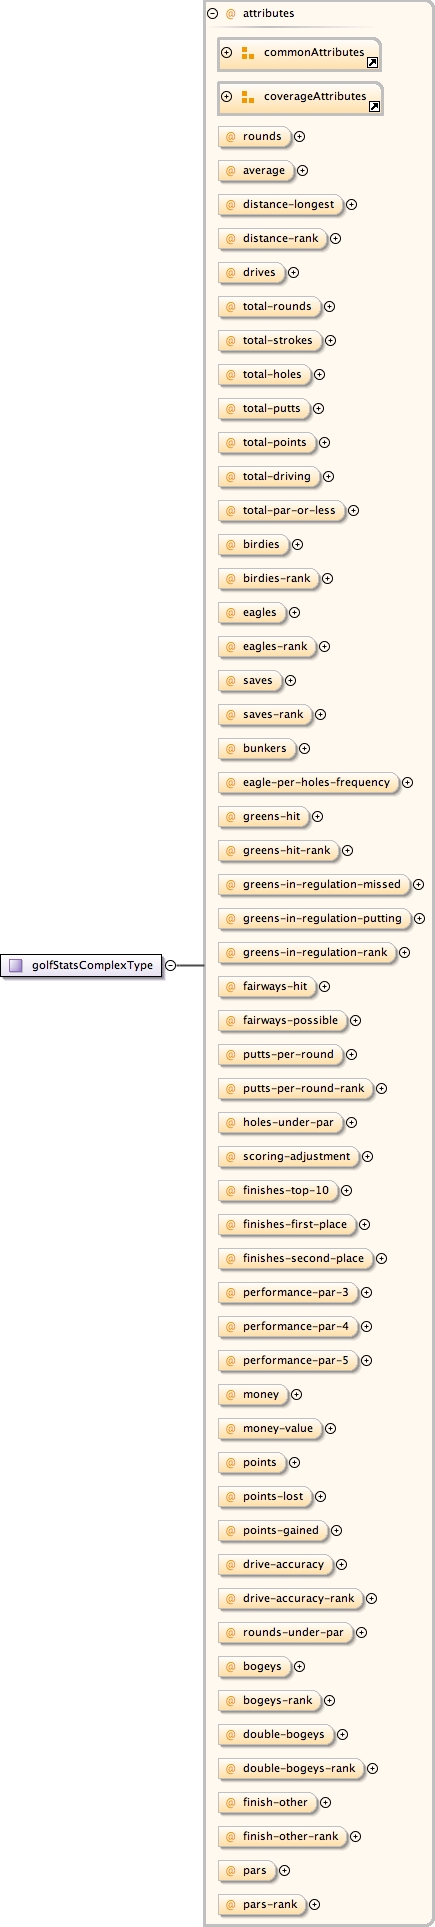 attributes
commonAttributes
coverageAttributes
@ rounds
@ average
@ distance-longest
@ distance-rank
@ drives
@ total-rounds
@ total-strokes
@ total-holes
@ total-putts
@ total-points
@ total-driving
@ total-par-or-less
@ birdies
@ birdies-rank
@ eagles
@ eagles-rank
@ saves
@ saves-rank
@ bunkers
@ eagle-per-holes-frequency
@ greens-hit
@ greens-hit-rank
@ greens-in-regulation-missed
@ greens-in-regulation-putting
@ greens-in-regulation-rank
golfStatsComplexType
@ fairways-hit
@ fairways-possible
@ putts-per-round
@ putts-per-round-rank
@ holes-under-par
@ scoring-adjustment
@ finishes-top-10
@ finishes-first-place
@ finishes-second-place
@ performance-par-3
@ performance-par-4
@ performance-par-5
@ money
@ money-value
@ points
@ points-lost
@ points-gained
@ drive-accuracy
@ drive-accuracy-rank
@ rounds-under-par
@ bogeys
@ bogeys-rank
@ double-bogeys
@ double-bogeys-rank
@ finish-other
@ finish-other-rank
@ pars
@ pars-rank